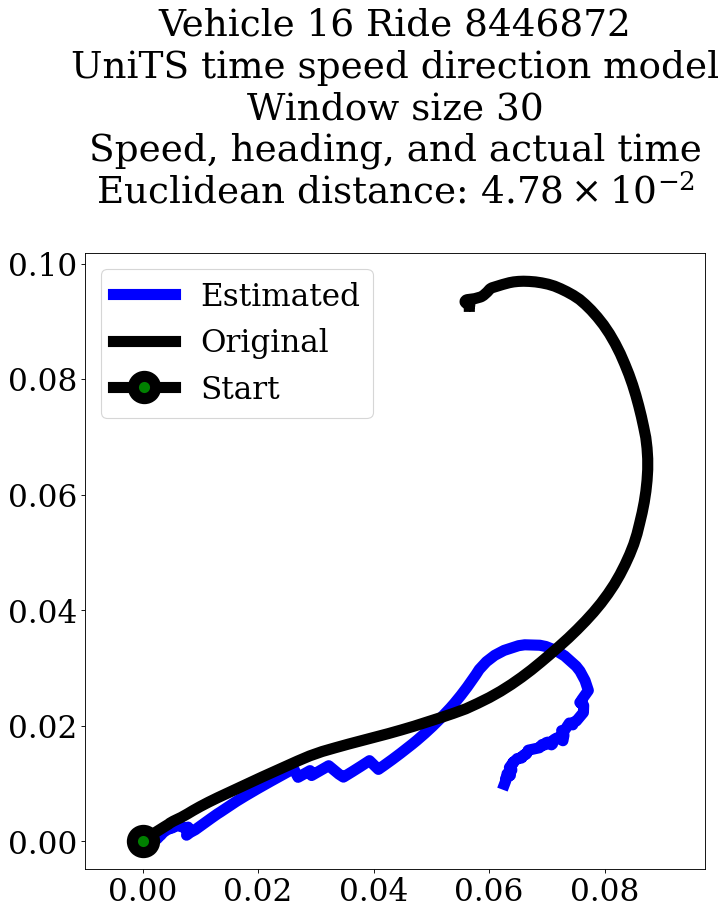 Vehicle 16 Ride 8446872
UniTS time speed direction model
Window size 30
Speed, heading, and actual time
Euclidean distance: 4.78 × 10⁻²
0.10
0.08
0.06
0.04
0.02
0.00
Estimated
Original
Start
0.00 0.02 0.04 0.06 0.08